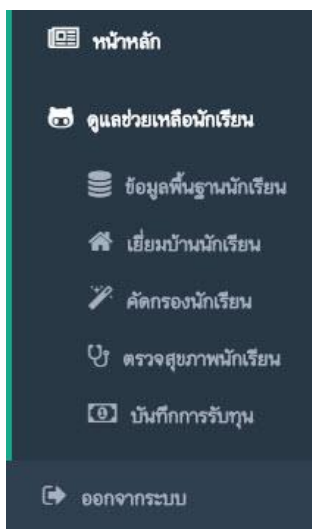 หน้าหลัก
ดูแลช่วยเหลือนักเรียน
ข้อมูลพื้นฐานนักเรียน
เยี่ยมบ้านนักเรียน
คัดกรองนักเรียน
ตรวจสุขภาพนักเรียน
บันทึกการรับทุน
ออกจากระบบ